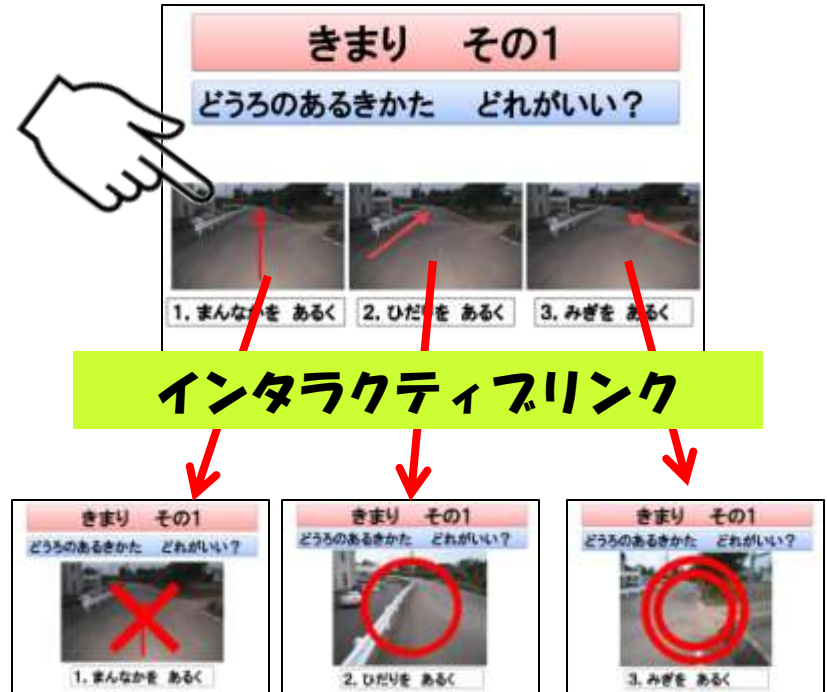 きまり　その1
どうろのあるきかた　どれがいい？
1. まんなかを あるく
2. ひだりを あるく
3. みぎを あるく
インタラクティブリンク
きまり　その1
どうろのあるきかた　どれがいい？
1. まんなかを あるく
きまり　その1
どうろのあるきかた　どれがいい？
2. ひだりを あるく
きまり　その1
どうろのあるきかた　どれがいい？
3. みぎを あるく